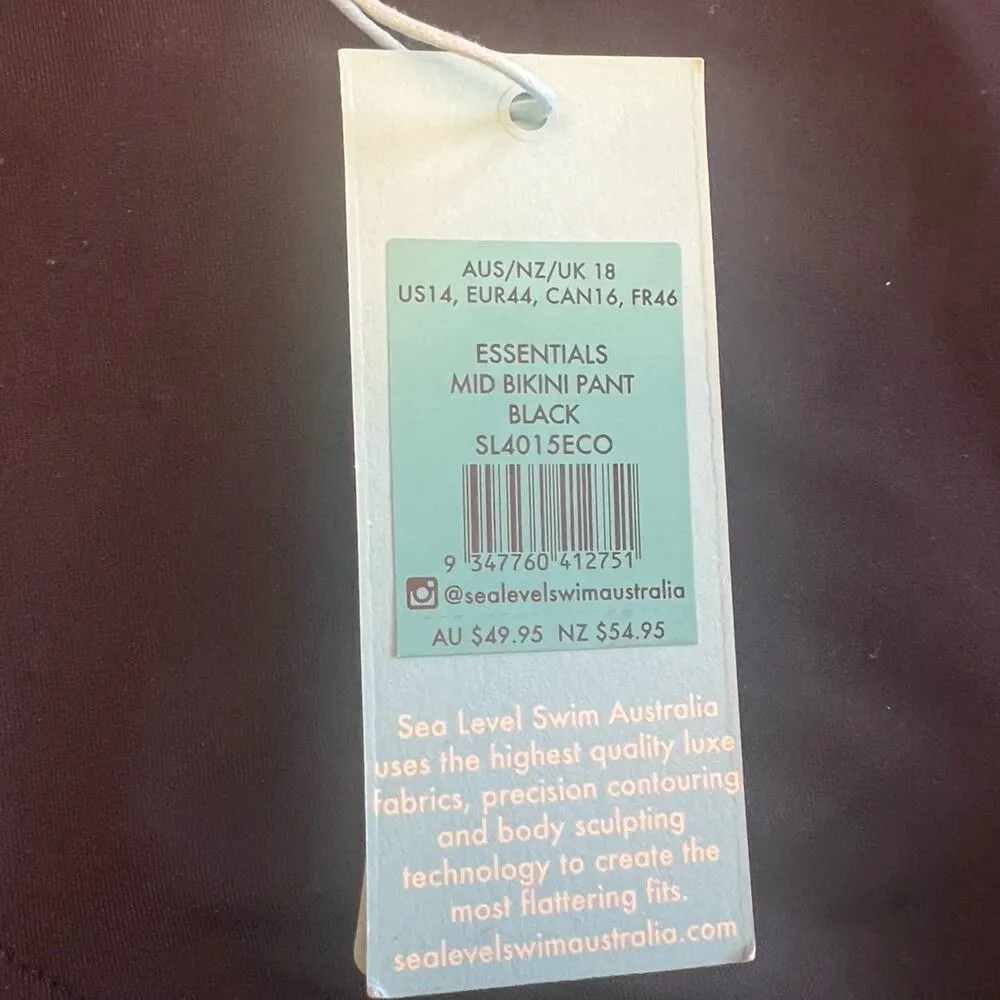 AUS/NZ/UK 18
US14, EUR44, CAN16, FR46
ESSENTIALS
MID BIKINI PANT
BLACK
SL4015ECO
9 347760 412751
@sealevelswimaustralia
AU $49.95 NZ $54.95
Sea Level Swim Australia
uses the highest quality luxe
fabrics, precision contouring
and body sculpting
technology to create the
most flattering fits.
sealevelswimaustralia.com